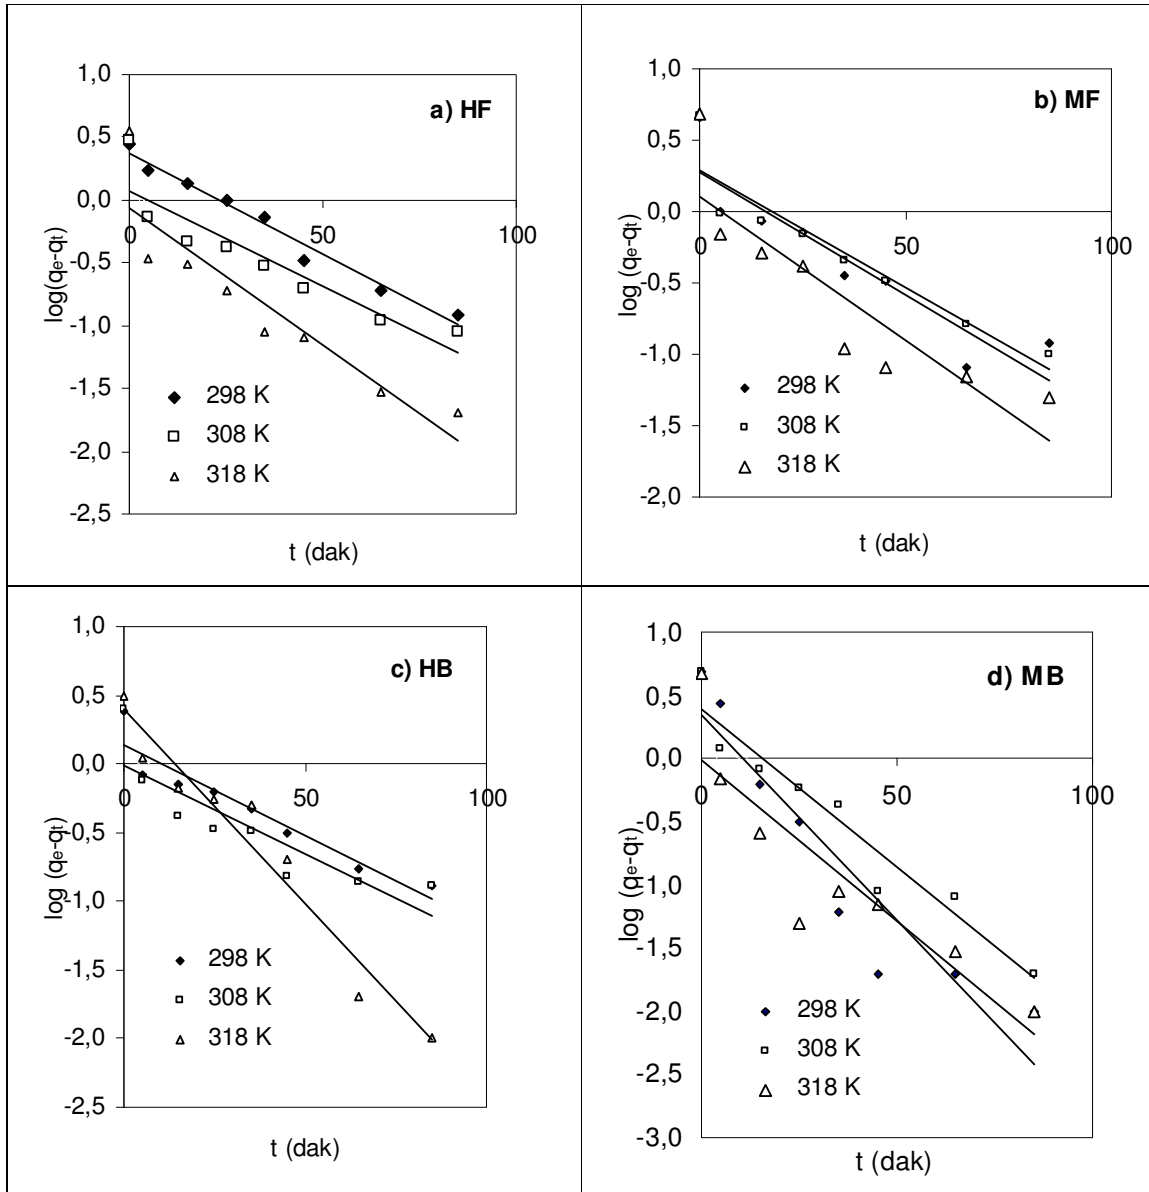 a) HF
1,0
0,5
0,0
-0,5
-1,0
-1,5
-2,0
-2,5
0
50
100
log(qe-qt)
298 K
308 K
318 K
t (dak)
b) MF
1,0
0,5
0,0
-0,5
-1,0
-1,5
-2,0
0
50
100
log (qe-qt)
298 K
308 K
318 K
t (dak)
c) HB
1,0
0,5
0,0
-0,5
-1,0
-1,5
-2,0
-2,5
0
50
100
log (qe-qt)
298 K
308 K
318 K
t (dak)
d) MB
1,0
0,5
0,0
-0,5
-1,0
-1,5
-2,0
-2,5
-3,0
0
50
100
log (qe-qt)
298 K
308 K
318 K
t (dak)